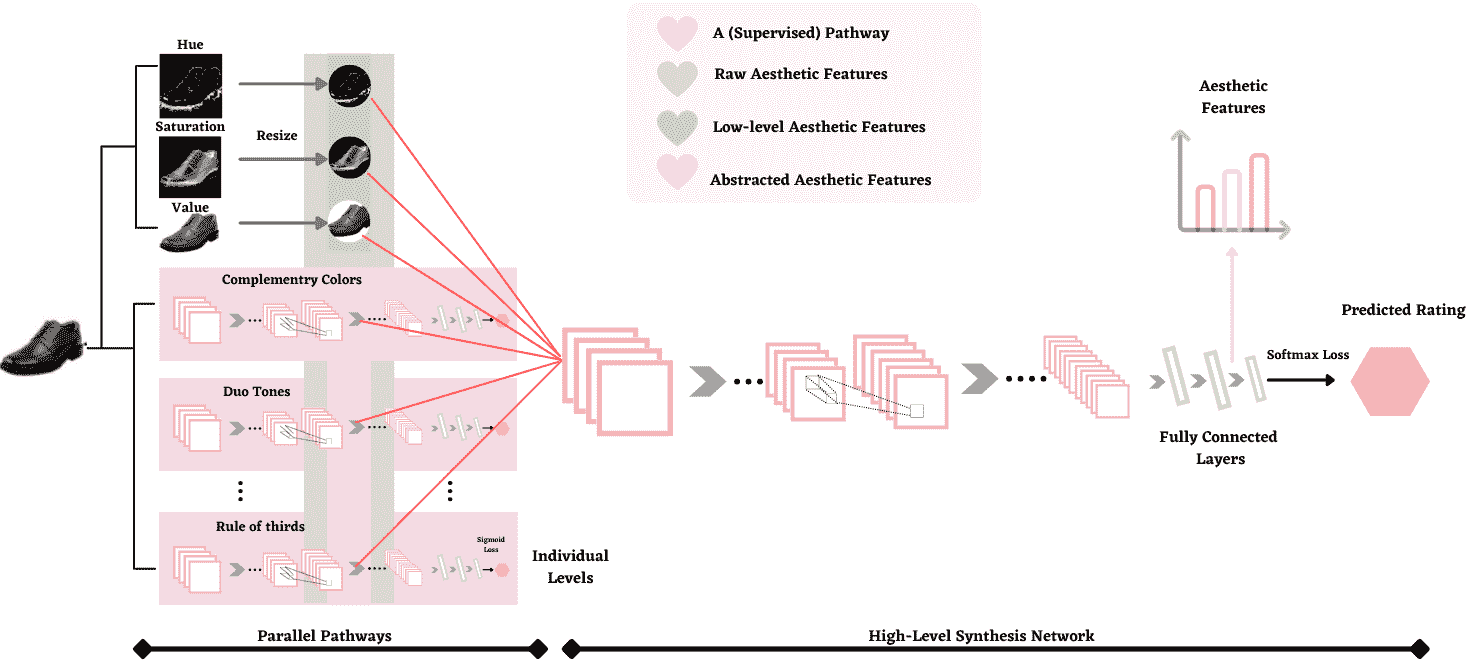 Hue
Saturation
Resize
Value
Complementry Colors
Duo Tones
Rule of thirds
Sigmoid
Loss
Individual
Levels
Parallel Pathways
A (Supervised) Pathway
Raw Aesthetic Features
Low-level Aesthetic Features
Abstracted Aesthetic Features
Aesthetic
Features
Predicted Rating
Softmax Loss
Fully Connected
Layers
High-Level Synthesis Network